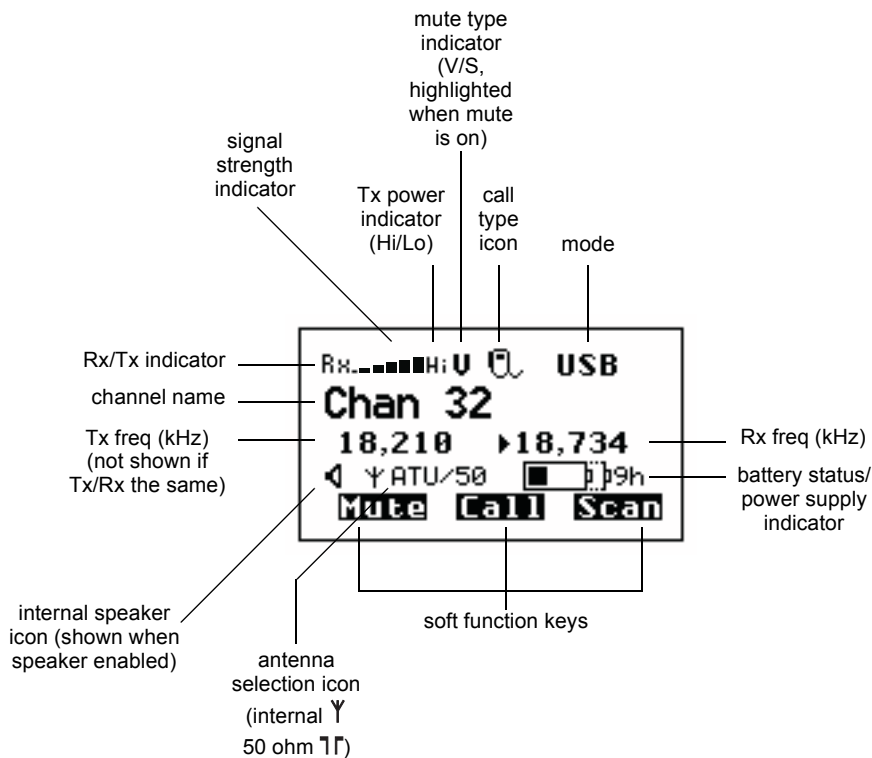 mute type
indicator
(V/S,
highlighted
when mute
is on)
signal
strength
indicator
Tx power
indicator
(Hi/Lo)
call
type
icon
mode
Rx/Tx indicator
channel name
Tx freq (kHz)
(not shown if
Tx/Rx the same)
Rx Hi V USB
Chan 32
18,210 18,734
ATU/50 9h
Mute Call Scan
Rx freq (kHz)
battery status/
power supply
indicator
internal speaker
icon (shown when
speaker enabled)
antenna
selection icon
(internal
50 ohm )
soft function keys